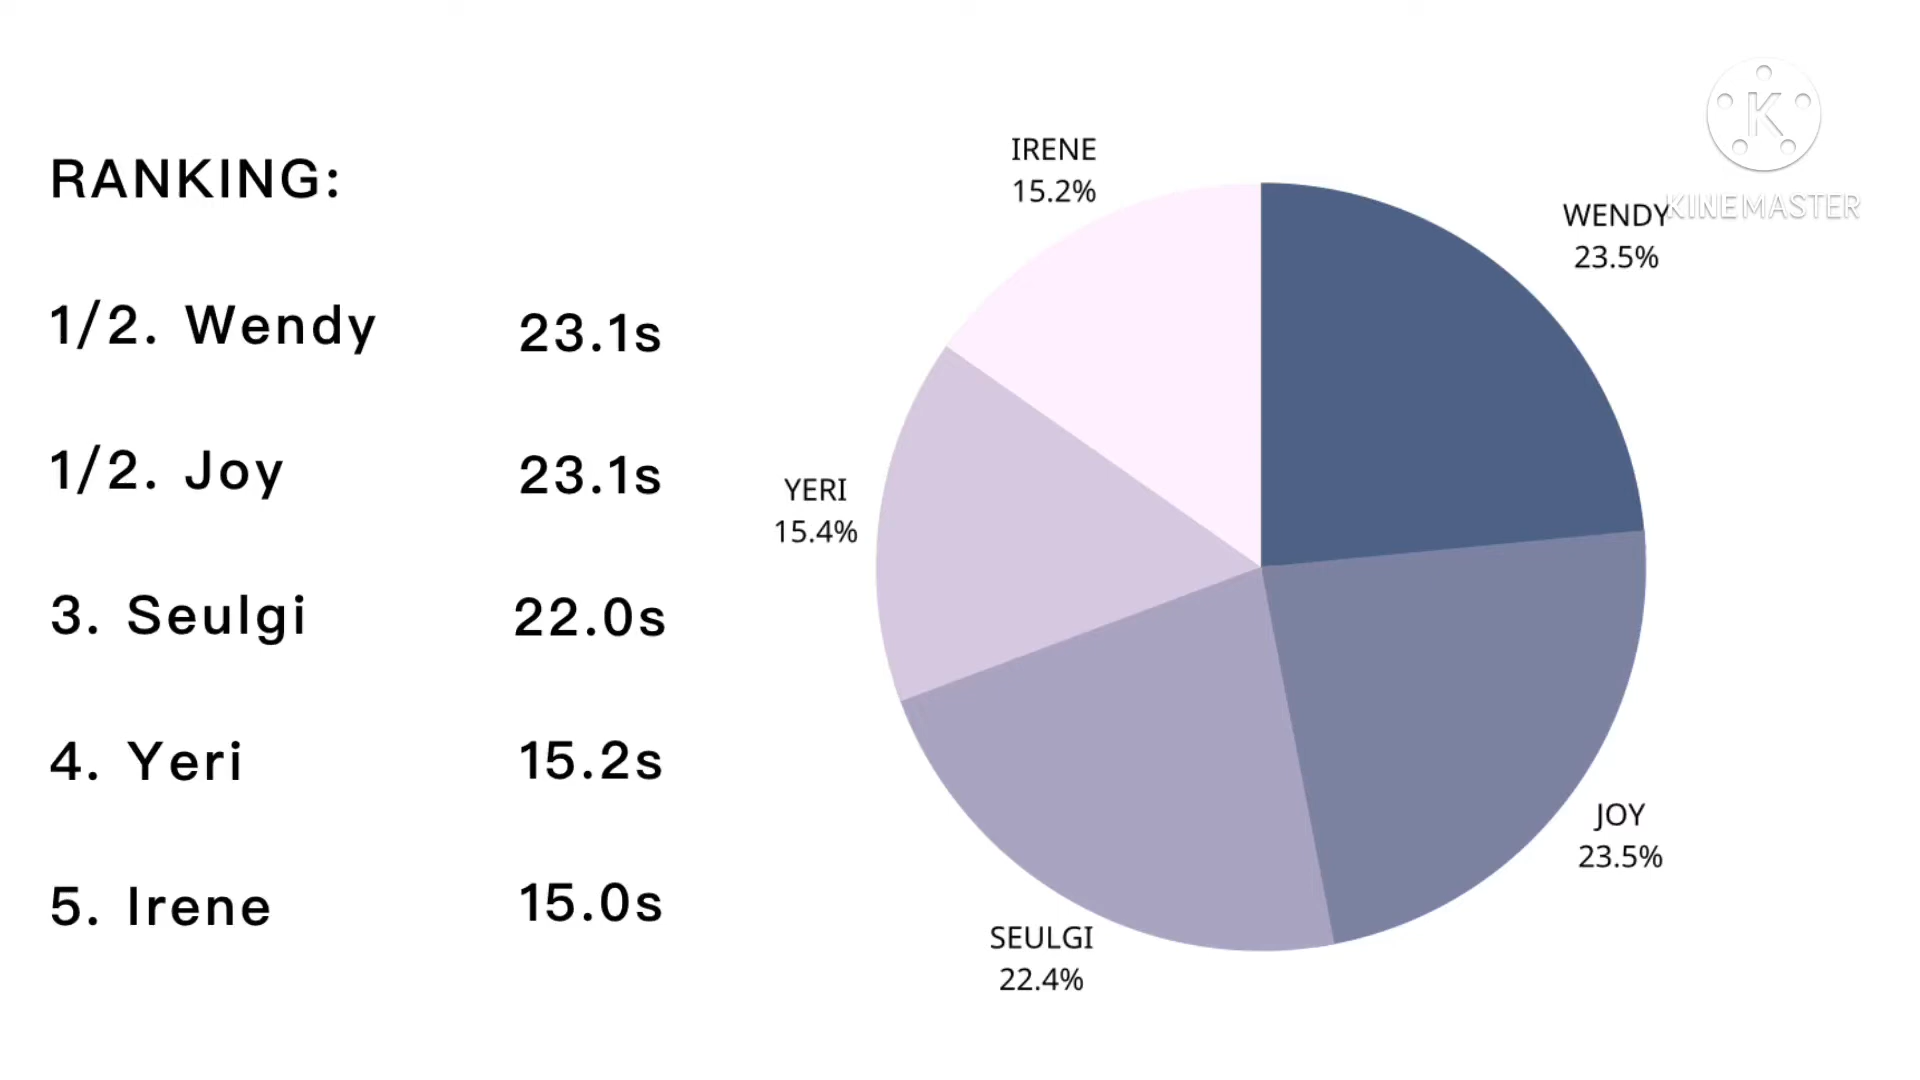 RANKING:
1/2. Wendy 23.1s
1/2. Joy 23.1s
3. Seulgi 22.0s
4. Yeri 15.2s
5. Irene 15.0s
IRENE
15.2%
WENDY
23.5%
YERI
15.4%
JOY
23.5%
SEULGI
22.4%
K
KINEMASTER